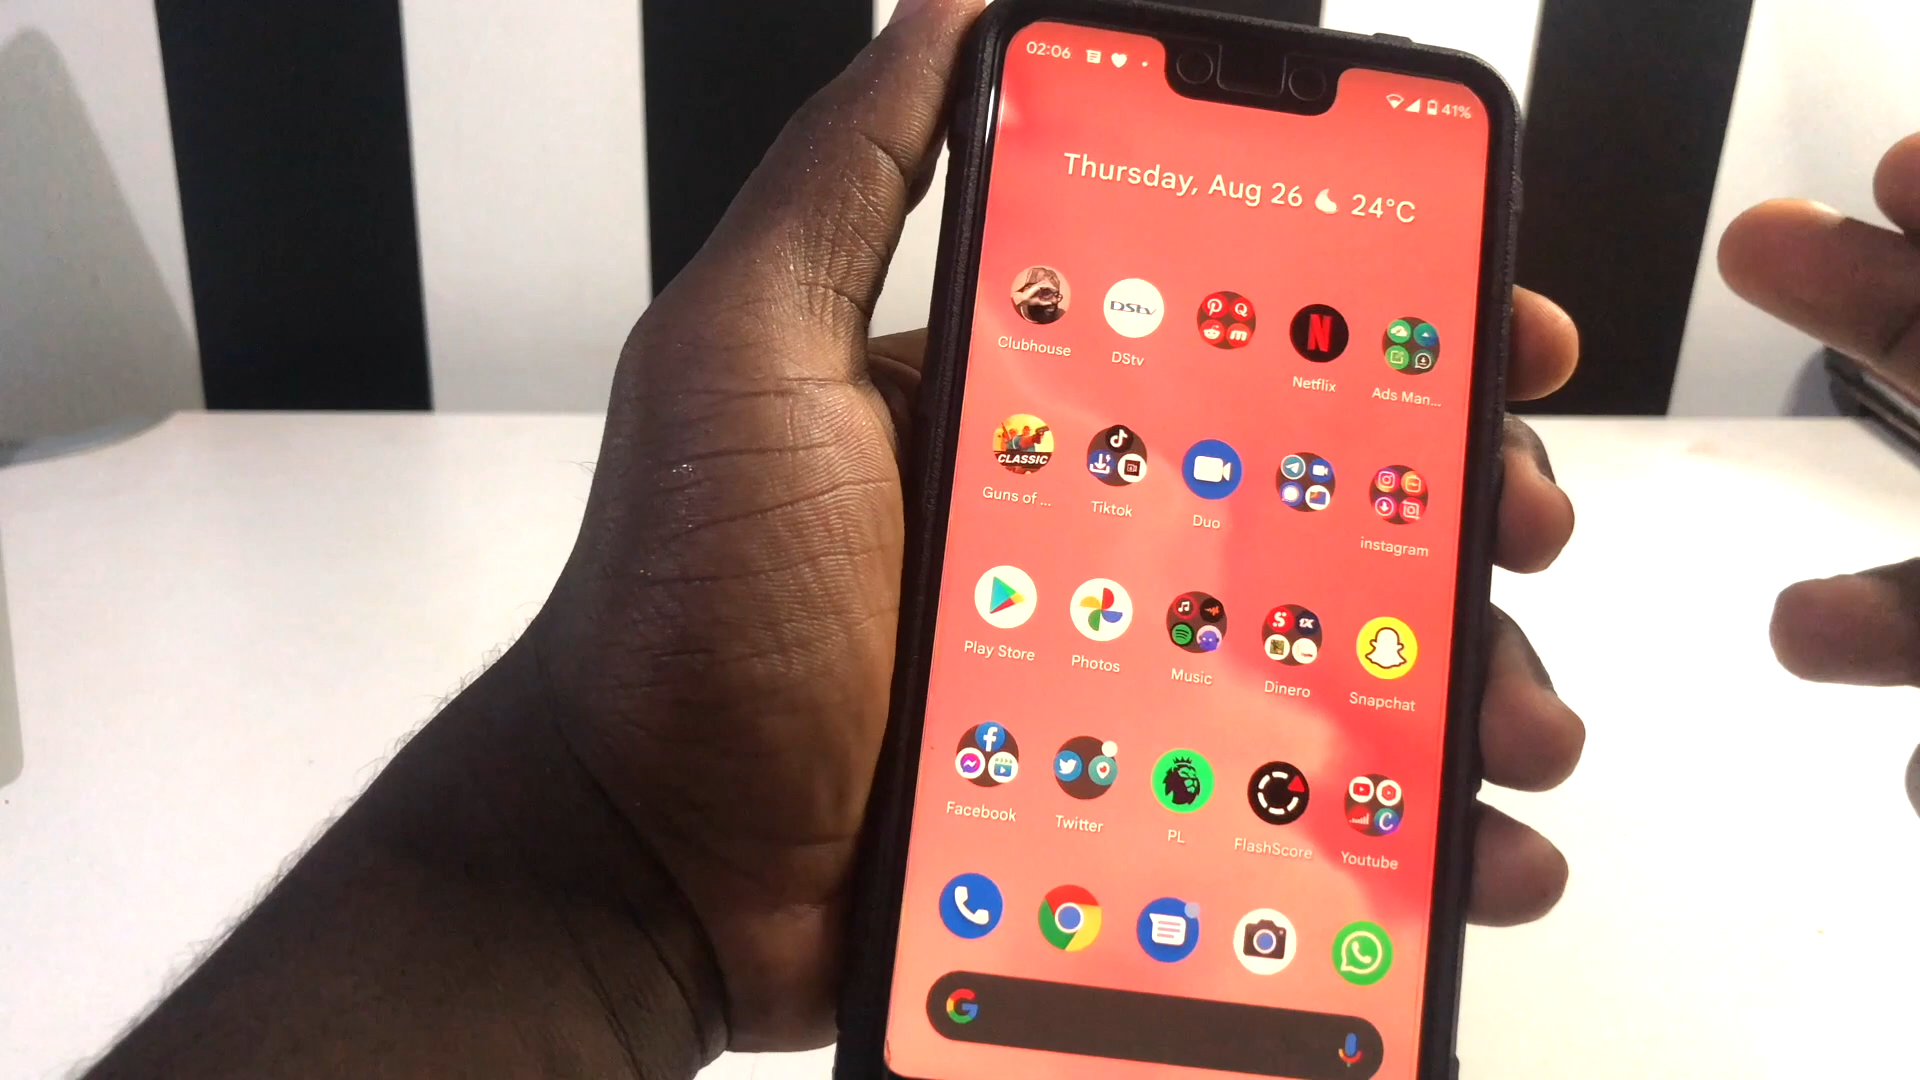 02:06
41%
Thursday, Aug 26 24°C
DStv
Clubhouse
DStv
Netflix
Ads Man...
CLASSIC
Guns of ...
Tiktok
Duo
instagram
Play Store
Photos
Music
Dinero
Snapchat
Facebook
Twitter
PL
FlashScore
Youtube